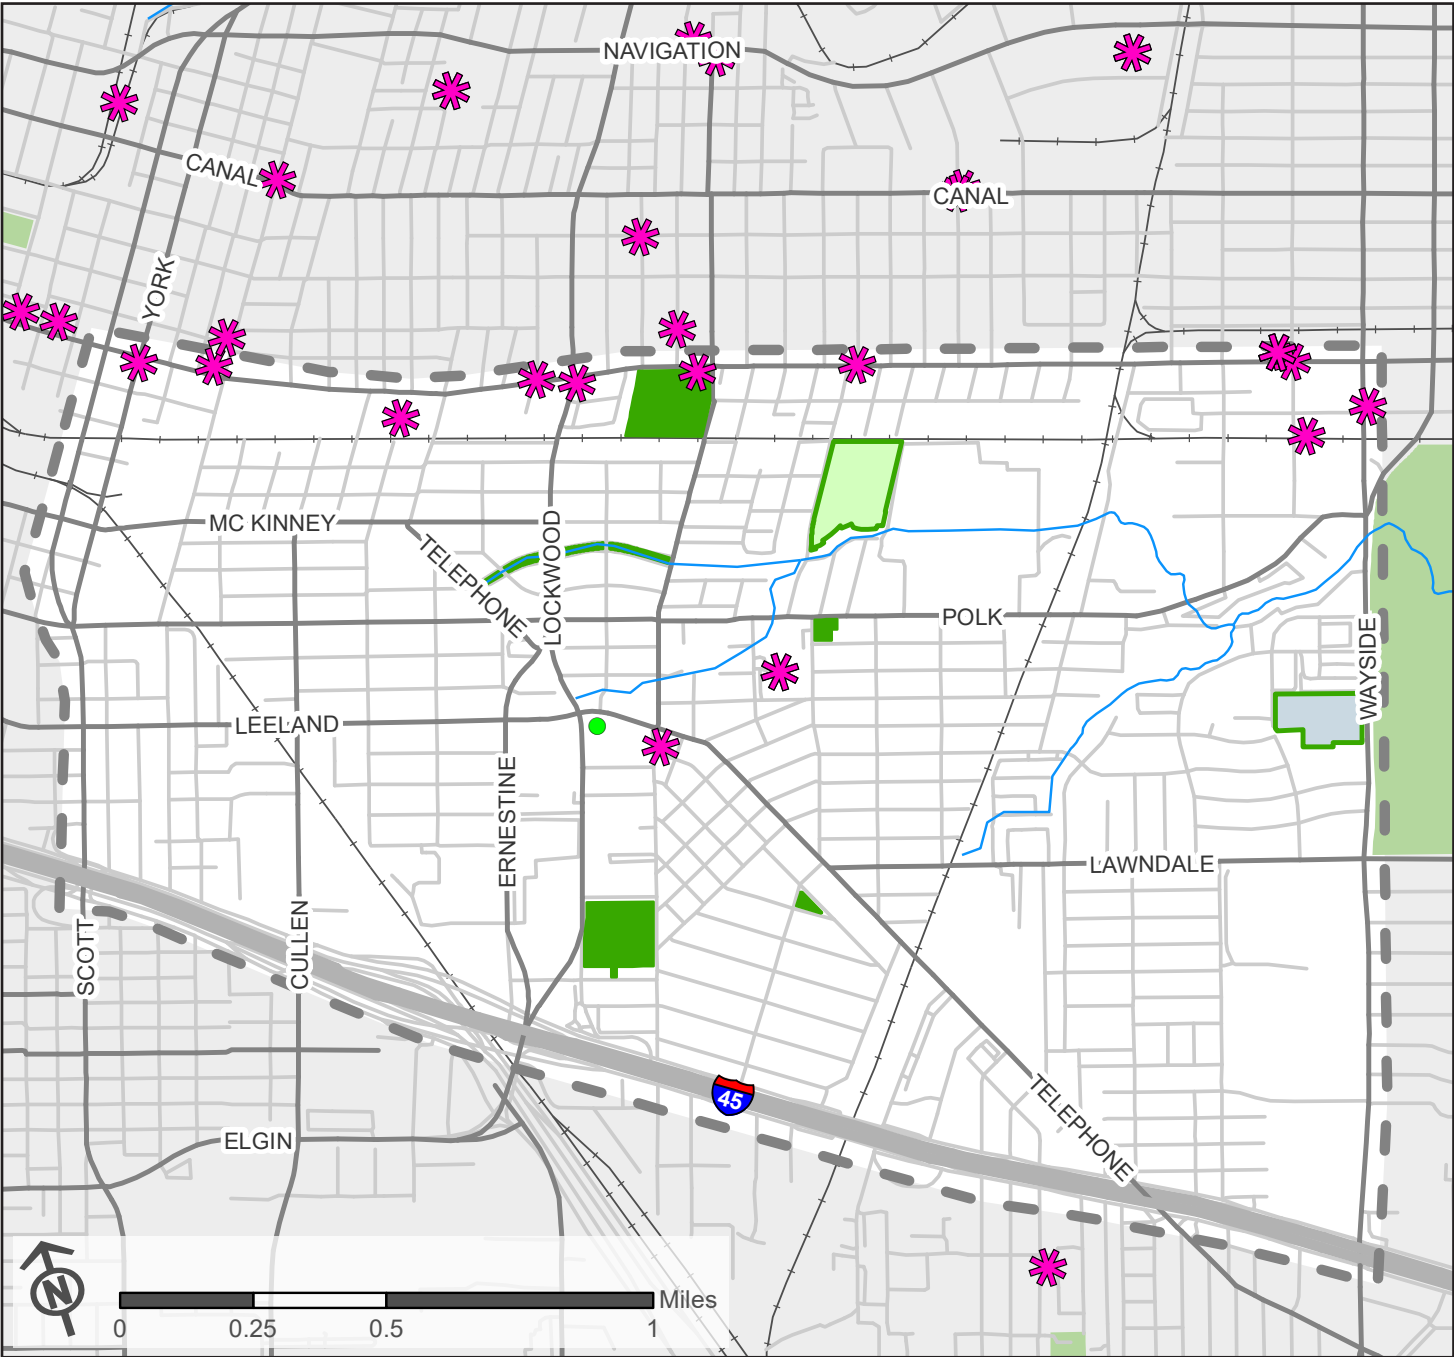 NAVIGATION
CANAL
CANAL
YORK
MC KINNEY
TELEPHONE
LOCKWOOD
POLK
WAYSIDE
LEELAND
ERNESTINE
LAWNDALE
SCOTT
CULLEN
45
TELEPHONE
ELGIN
N
Miles
0 0.25 0.5 1